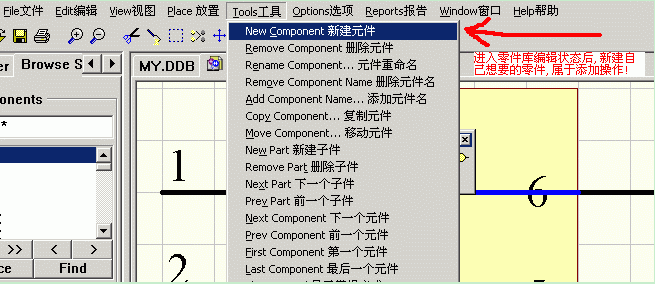 File文件 Edit编辑 View视图 Place 放置 Tools工具 Options选项 Reports报告 Window窗口 Help帮助
New Component 新建元件
Remove Component 删除元件
Rename Component... 元件重命名
Remove Component Name 删除元件名
Add Component Name... 添加元件名
Copy Component... 复制元件
Move Component... 移动元件
New Part 新建子件
Remove Part 删除子件
Next Part 下一个子件
Prev Part 前一个子件
Next Component 下一个元件
Prev Component 前一个元件
First Component 第一个元件
Last Component 最后一个元件
进入零件库编辑状态后, 新建自
己想要的零件, 属于添加操作!
Browse S
MY.DDB
onents
*
>>
<
>
ce
Find
1
2
6